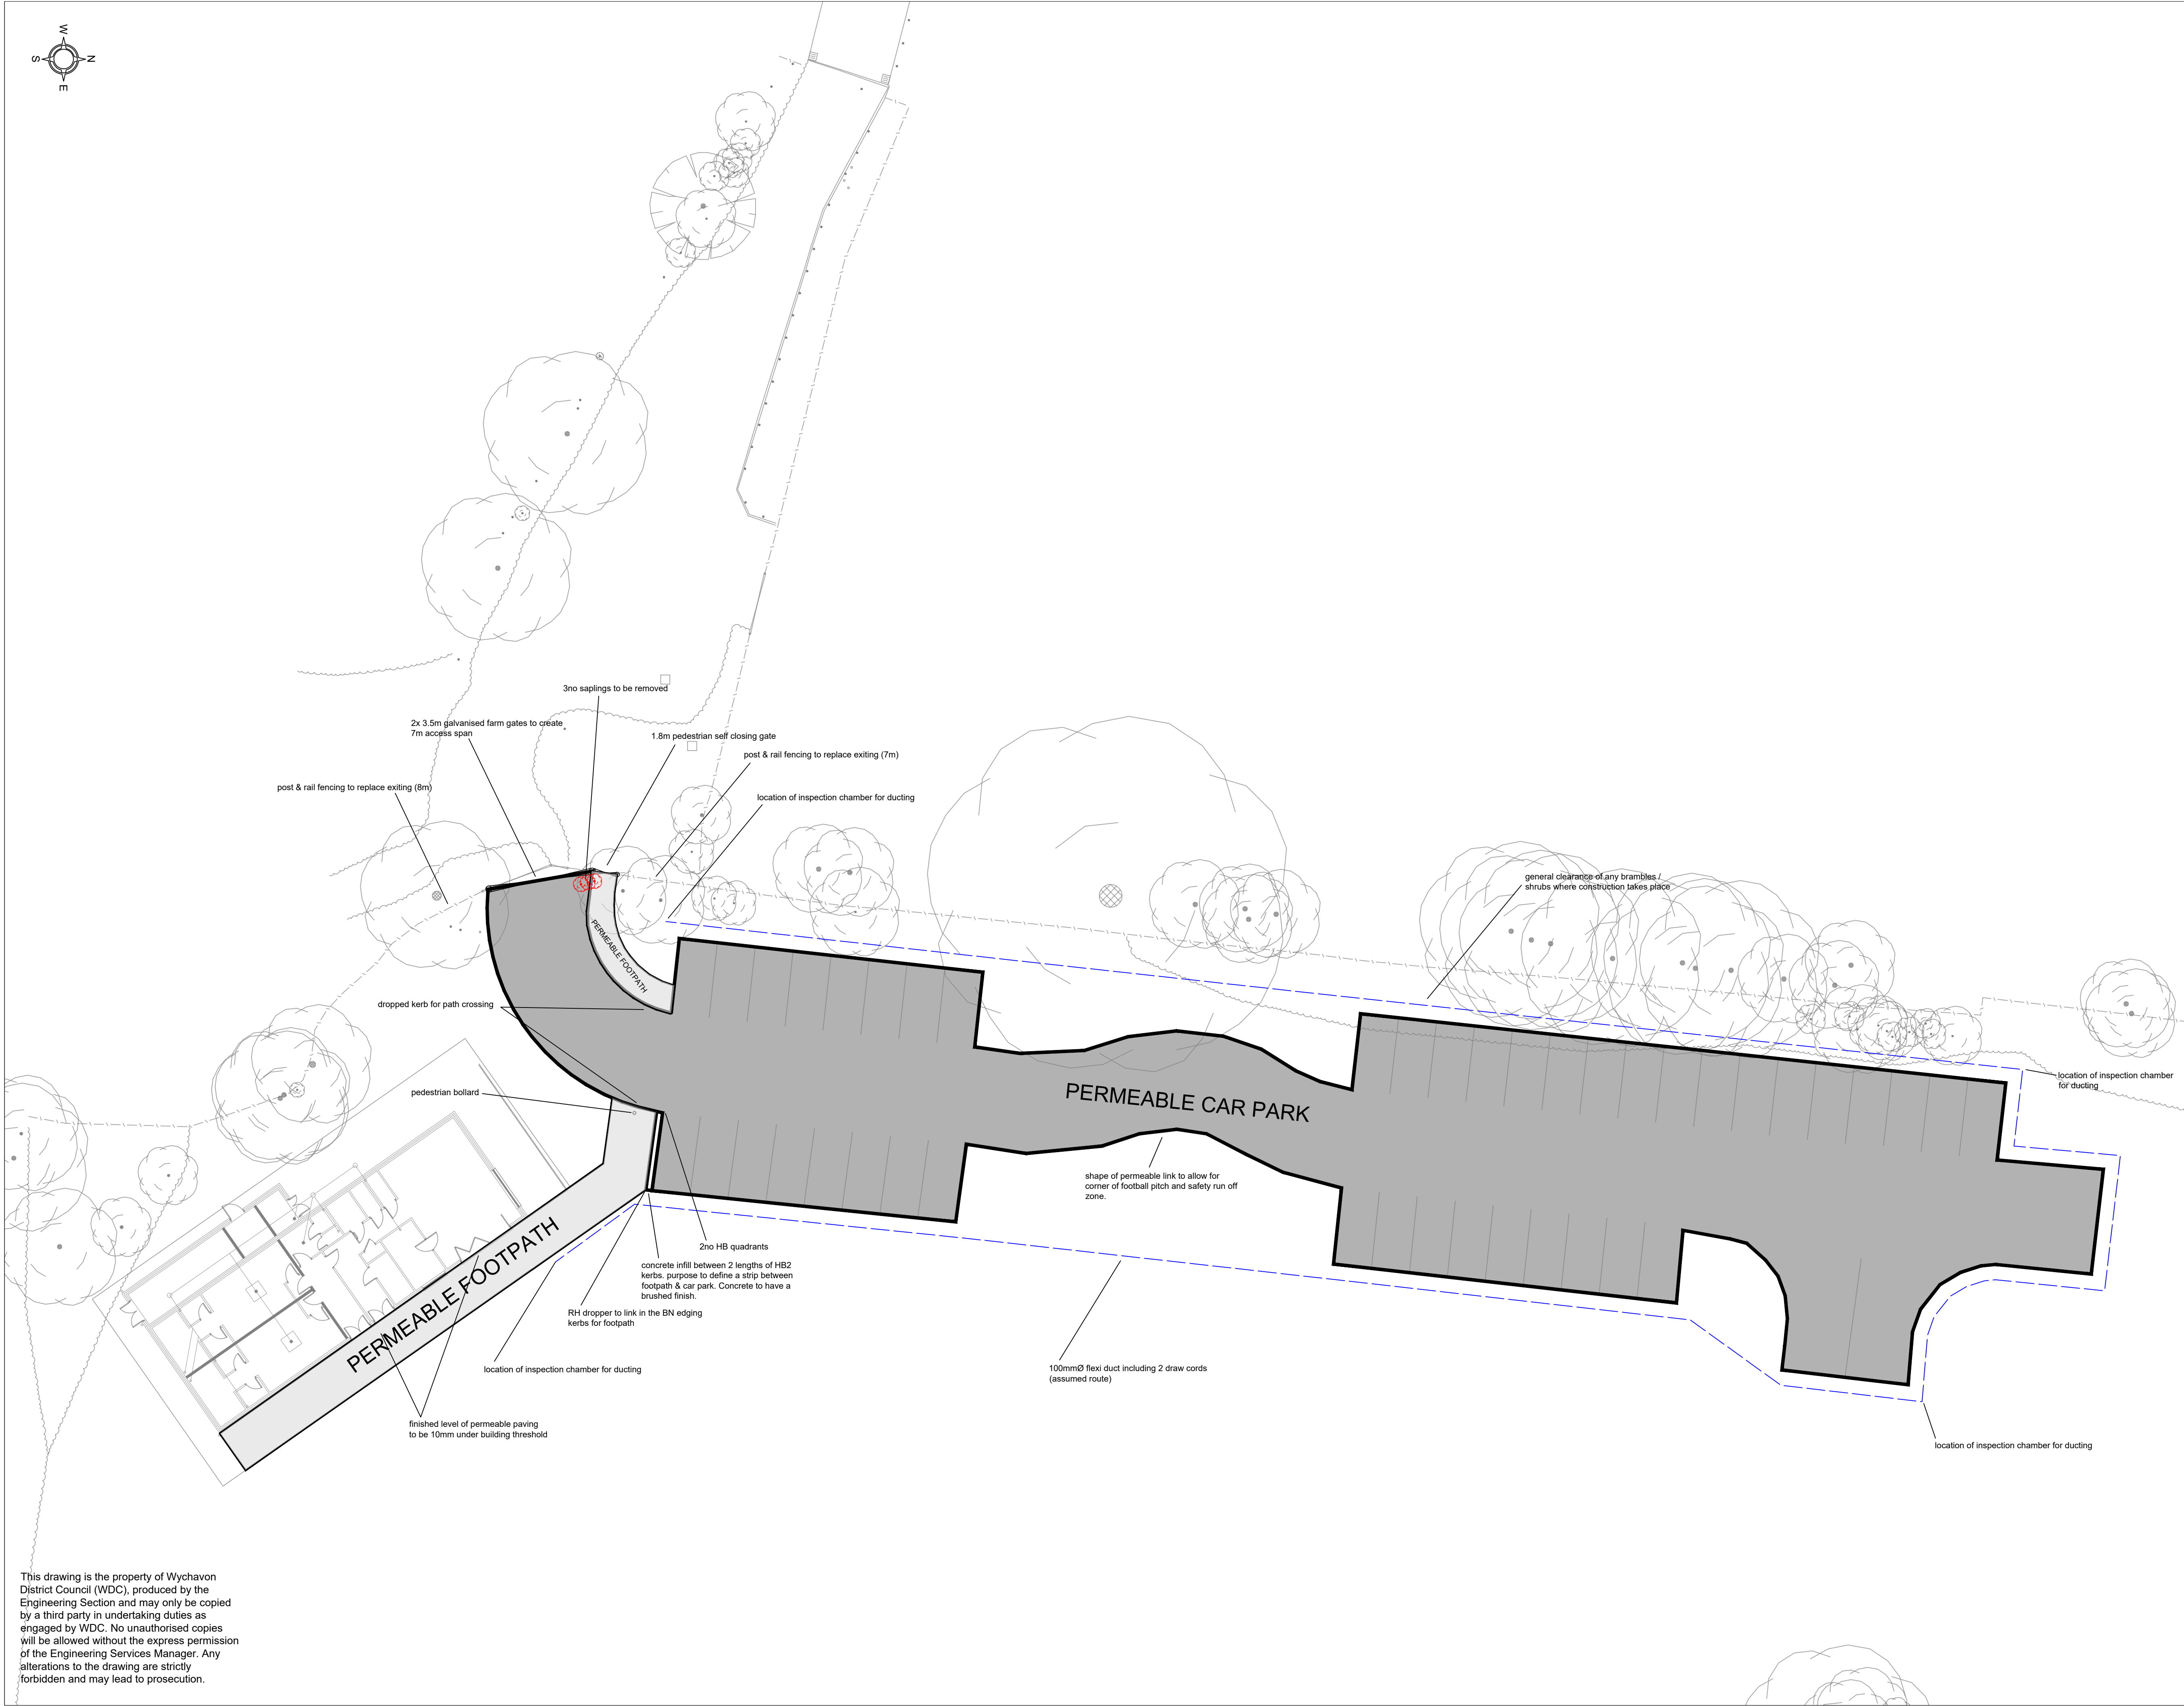 W
S
N
E
3no saplings to be removed
2x 3.5m galvanised farm gates to create
7m access span
1.8m pedestrian self closing gate
post & rail fencing to replace exiting (7m)
post & rail fencing to replace exiting (8m)
location of inspection chamber for ducting
general clearance of any brambles /
shrubs where construction takes place
PERMEABLE FOOTPATH
dropped kerb for path crossing
location of inspection chamber
for ducting
pedestrian bollard
PERMEABLE CAR PARK
shape of permeable link to allow for
corner of football pitch and safety run off
zone.
PERMEABLE FOOTPATH
2no HB quadrants
concrete infill between 2 lengths of HB2
kerbs. purpose to define a strip between
footpath & car park. Concrete to have a
brushed finish.
RH dropper to link in the BN edging
kerbs for footpath
location of inspection chamber for ducting
100mmØ flexi duct including 2 draw cords
(assumed route)
finished level of permeable paving
to be 10mm under building threshold
location of inspection chamber for ducting
This drawing is the property of Wychavon
District Council (WDC), produced by the
Engineering Section and may only be copied
by a third party in undertaking duties as
engaged by WDC. No unauthorised copies
will be allowed without the express permission
of the Engineering Services Manager. Any
alterations to the drawing are strictly
forbidden and may lead to prosecution.